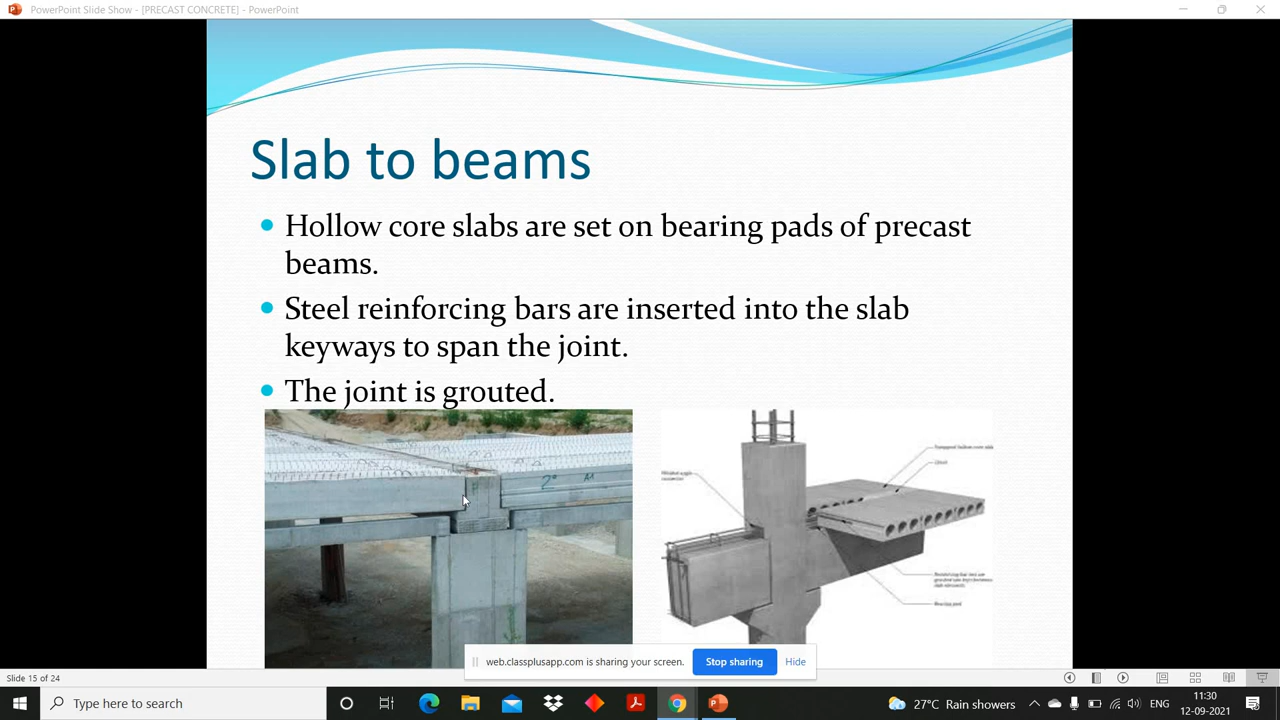 PowerPoint Slide Show - [PRECAST CONCRETE] - PowerPoint
Slab to beams
Hollow core slabs are set on bearing pads of precast
beams.
Steel reinforcing bars are inserted into the slab
keyways to span the joint.
The joint is grouted.
web.classplusapp.com is sharing your screen.
Stop sharing
Hide
Slide 15 of 24
Type here to search
27°C Rain showers
ENG
11:30
12-09-2021